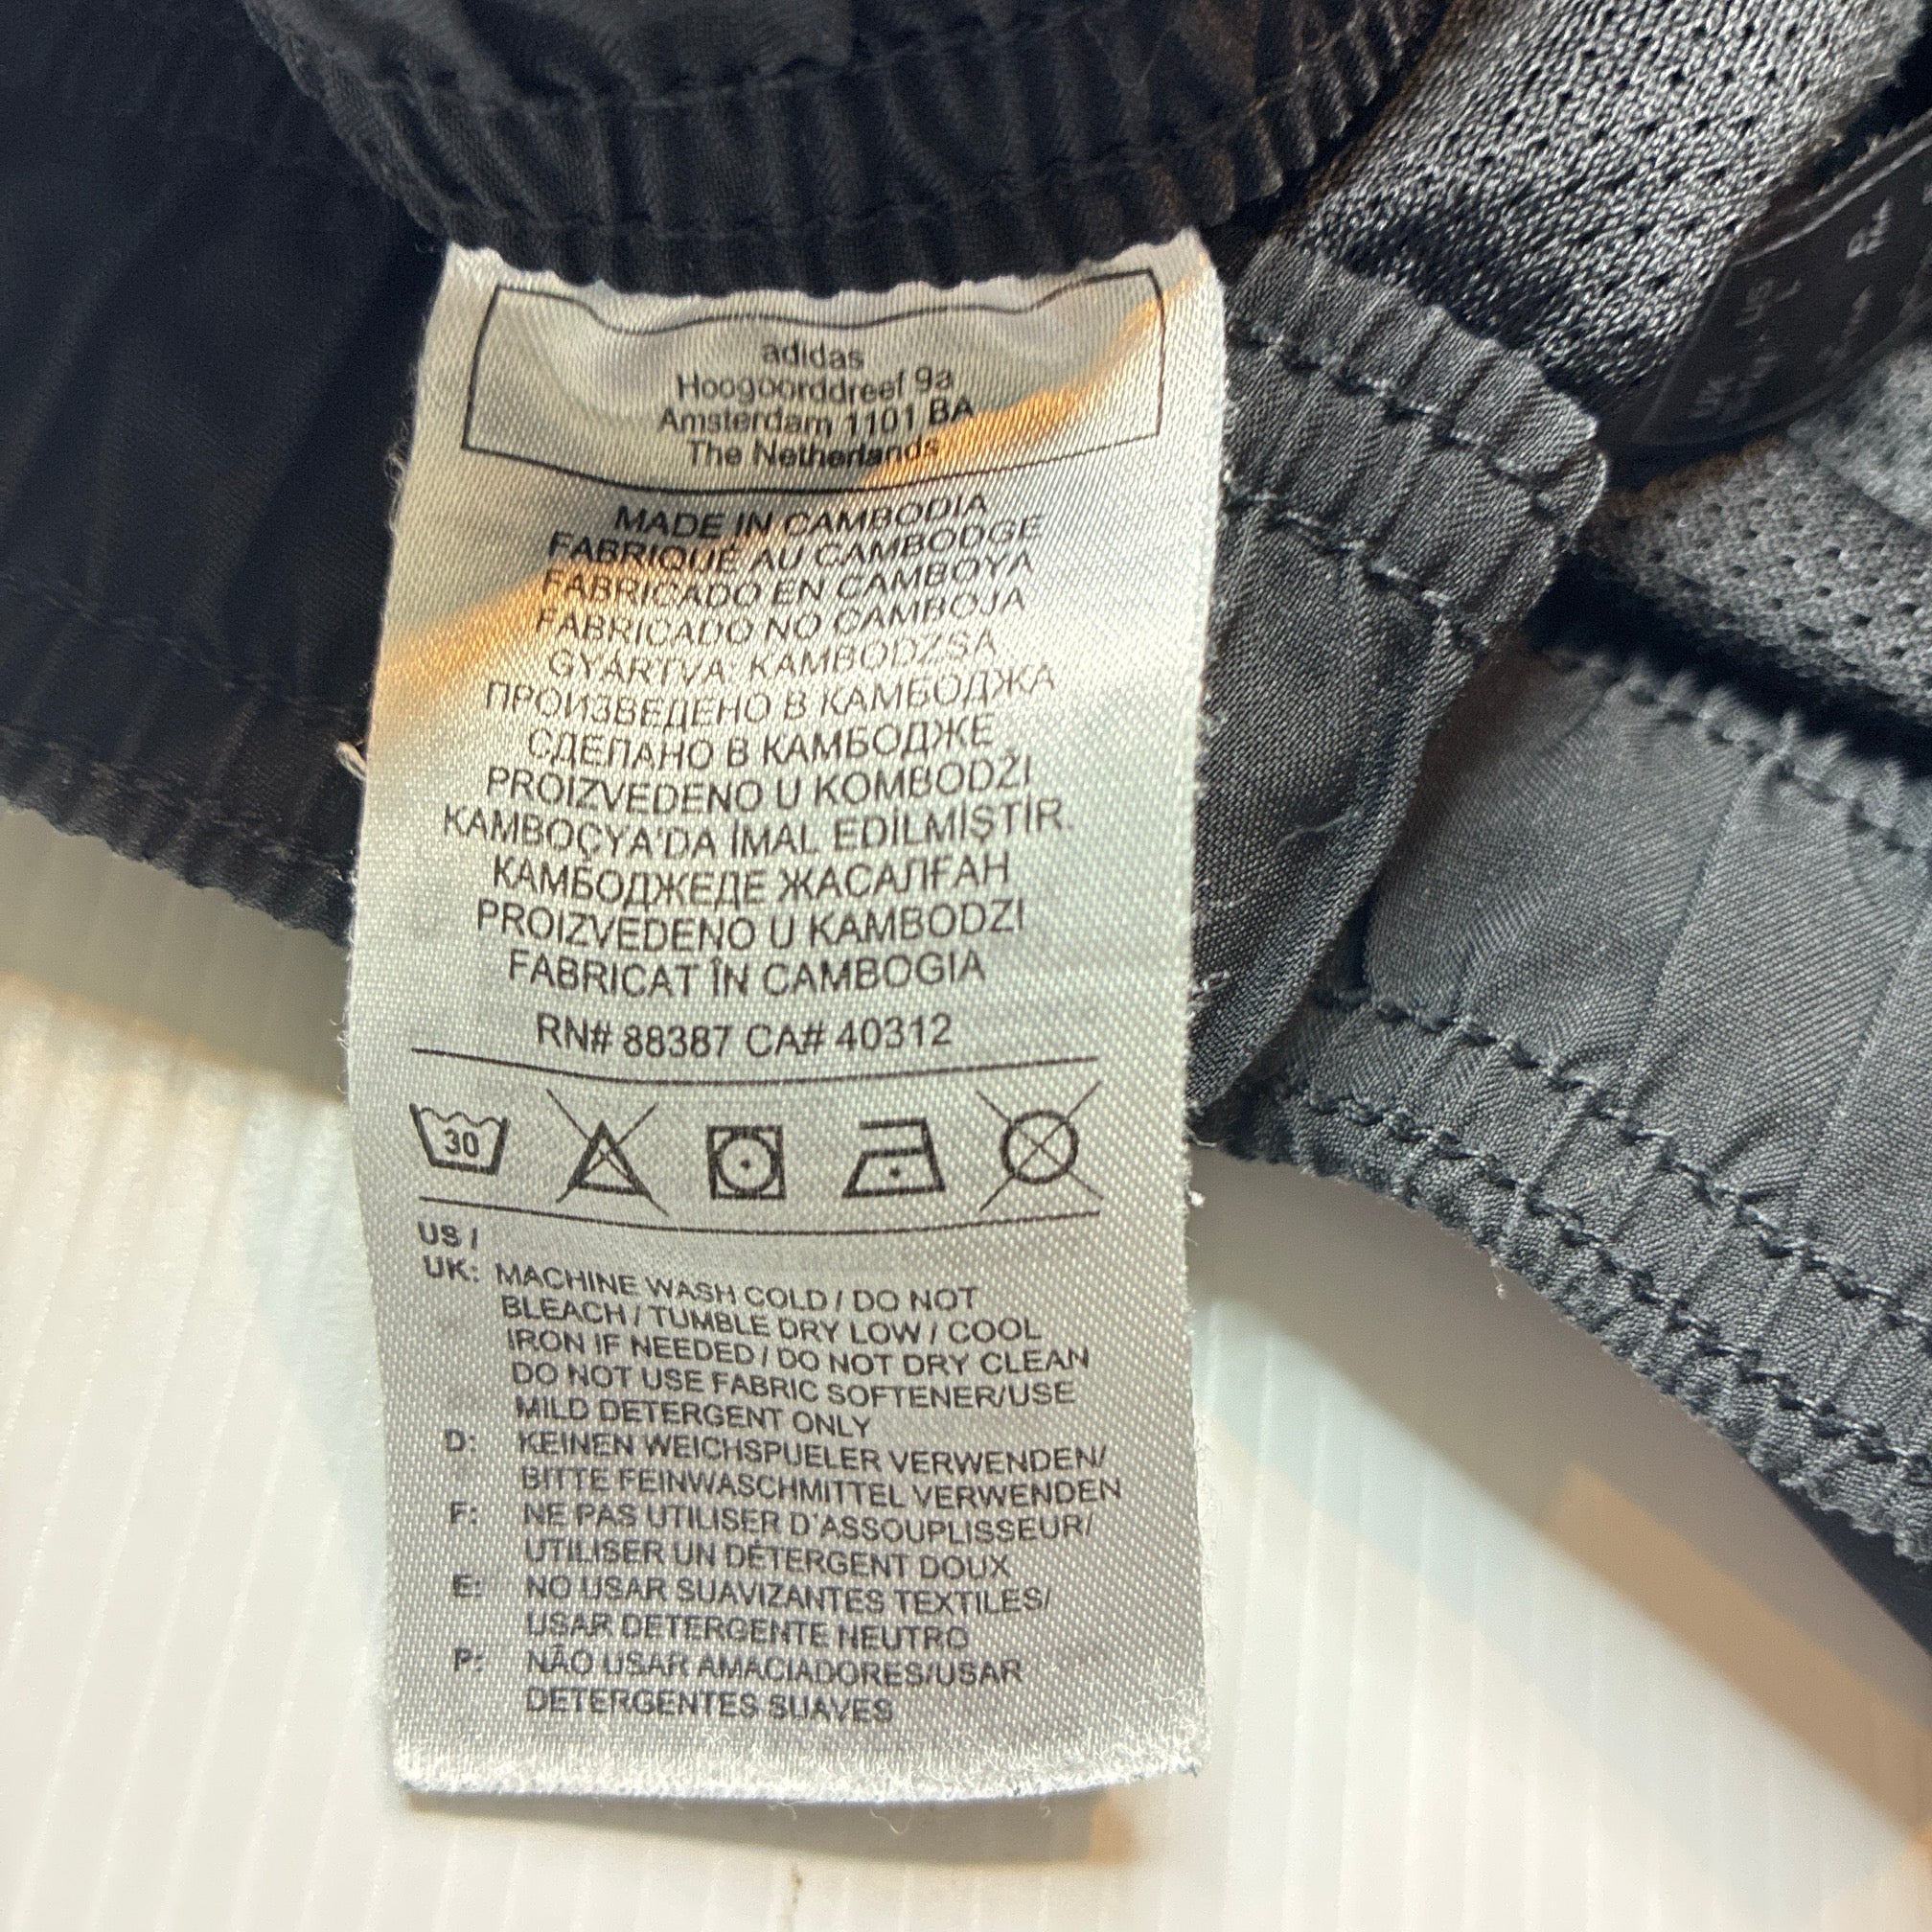 adidas
Hoogoorddreef 9a
Amsterdam 1101 BA
The Netherlands
MADE IN CAMBODIA
FABRIQUÉ AU CAMBODGE
FABRICADO EN CAMBOYA
FABRICADO NO CAMBOJA
GYÁRTVA: KAMBODZSA
ПРОИЗВЕДЕНО В КАМБОДЖА
СДЕЛАНО В КАМБОДЖЕ
PROIZVEDENO U KOMBODŽI
KAMBOÇYA'DA İMAL EDİLMİŞTİR.
КАМБОДЖЕДЕ ЖАСАЛҒАН
PROIZVEDENO U KAMBODZI
FABRICAT ÎN CAMBOGIA
RN# 88387 CA# 40312
30
US /
UK: MACHINE WASH COLD / DO NOT
BLEACH / TUMBLE DRY LOW / COOL
IRON IF NEEDED / DO NOT DRY CLEAN
DO NOT USE FABRIC SOFTENER/USE
MILD DETERGENT ONLY
D: KEINEN WEICHSPUELER VERWENDEN/
BITTE FEINWASCHMITTEL VERWENDEN
F: NE PAS UTILISER D'ASSOUPLISSEUR/
UTILISER UN DÉTERGENT DOUX
E: NO USAR SUAVIZANTES TEXTILES/
USAR DETERGENTE NEUTRO
P: NÃO USAR AMACIADORES/USAR
DETERGENTES SUAVES